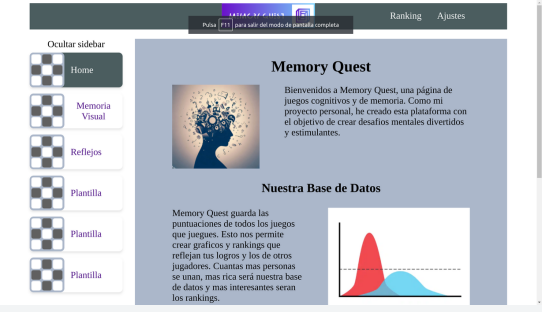 Ranking Ajustes
Pulsa F11 para salir del modo de pantalla completa
Ocultar sidebar
Home
Memoria
Visual
Reflejos
Plantilla
Plantilla
Plantilla
Memory Quest
Bienvenidos a Memory Quest, una página de
juegos cognitivos y de memoria. Como mi
proyecto personal, he creado esta plataforma con
el objetivo de crear desafios mentales divertidos
y estimulantes.
Nuestra Base de Datos
Memory Quest guarda las
puntuaciones de todos los juegos
que juegues. Esto nos permite
crear graficos y rankings que
reflejan tus logros y los de otros
jugadores. Cuantas mas personas
se unan, mas rica será nuestra base
de datos y mas interesantes seran
los rankings.